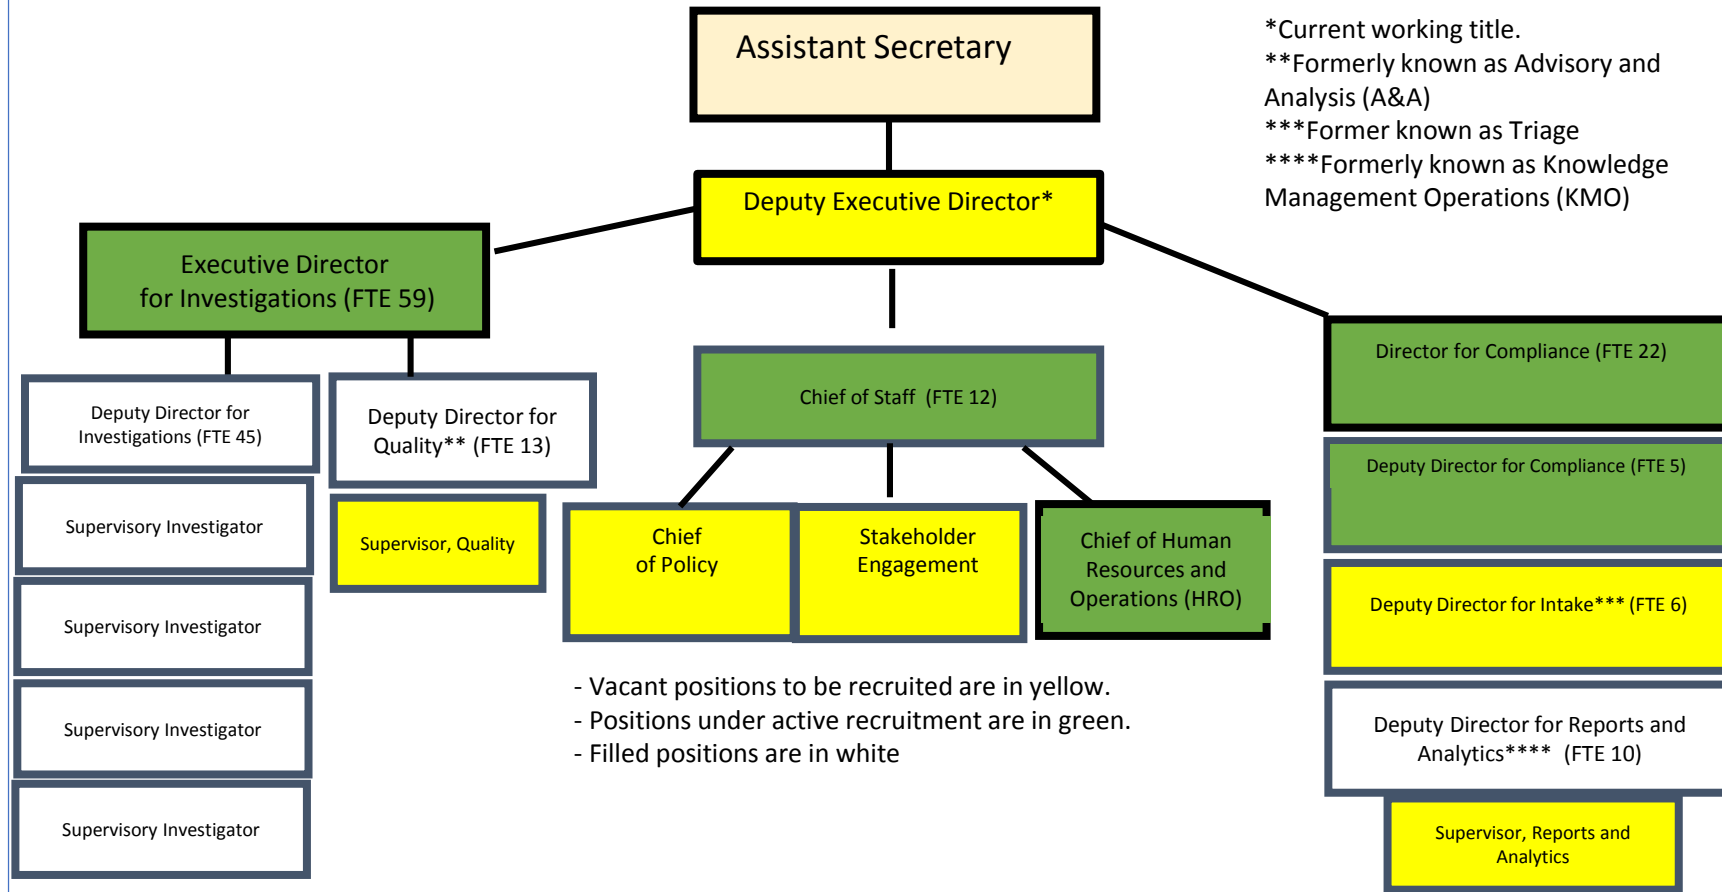 Assistant Secretary
*Current working title.
**Formerly known as Advisory and
Analysis (A&A)
***Former known as Triage
****Formerly known as Knowledge
Management Operations (KMO)
Deputy Executive Director*
Executive Director
for Investigations (FTE 59)
Deputy Director for
Investigations (FTE 45)
Supervisory Investigator
Supervisory Investigator
Supervisory Investigator
Supervisory Investigator
Deputy Director for
Quality** (FTE 13)
Supervisor, Quality
Chief of Staff (FTE 12)
Chief
of Policy
Stakeholder
Engagement
Chief of Human
Resources and
Operations (HRO)
Director for Compliance (FTE 22)
Deputy Director for Compliance (FTE 5)
Deputy Director for Intake*** (FTE 6)
Deputy Director for Reports and
Analytics**** (FTE 10)
Supervisor, Reports and
Analytics
- Vacant positions to be recruited are in yellow.
- Positions under active recruitment are in green.
- Filled positions are in white